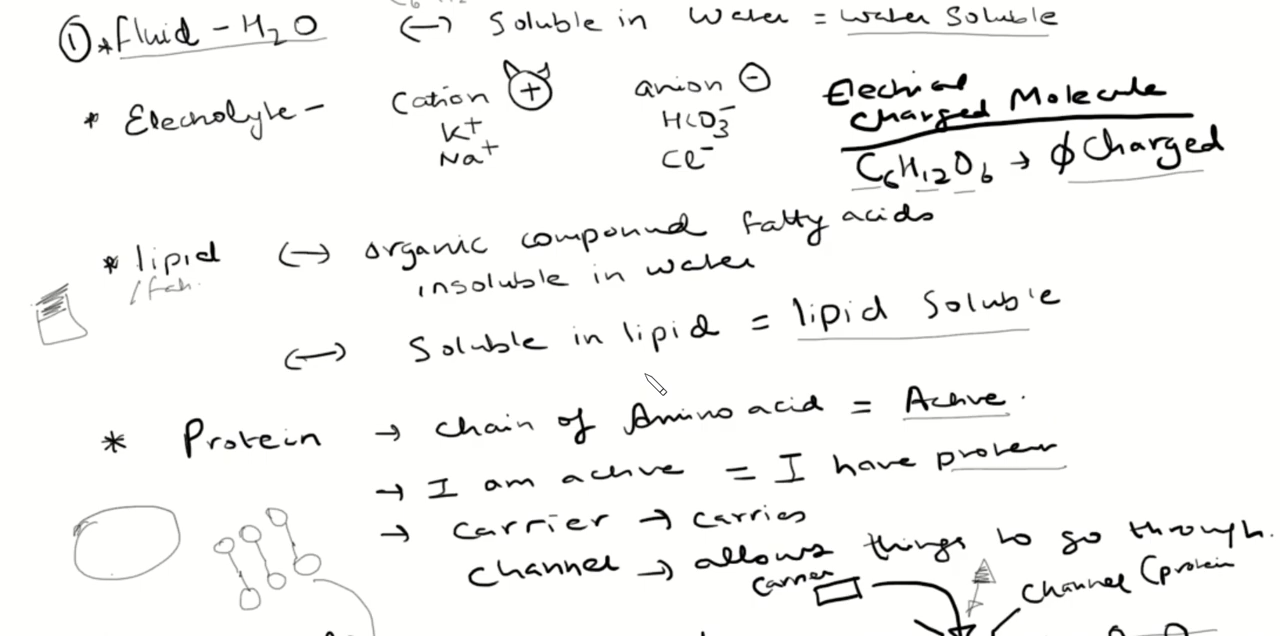 ① * fluid - H2O ↔ Soluble in water = water Soluble
* Elecholyte - Cation ⊕ anion ⊖
K+ HCO3-
Na+ Cl-
Elechical
Charged Molecule
C6H12O6 → ϕ Charged
* lipid ↔ organic compound fatty acids
insoluble in water
↔ Soluble in lipid = lipid Soluble
* Protein → chain of Amino acid = Active.
→ I am active = I have protein
→ carrier → carries
channel → allows things to go through.
Carrier
Channel (protein